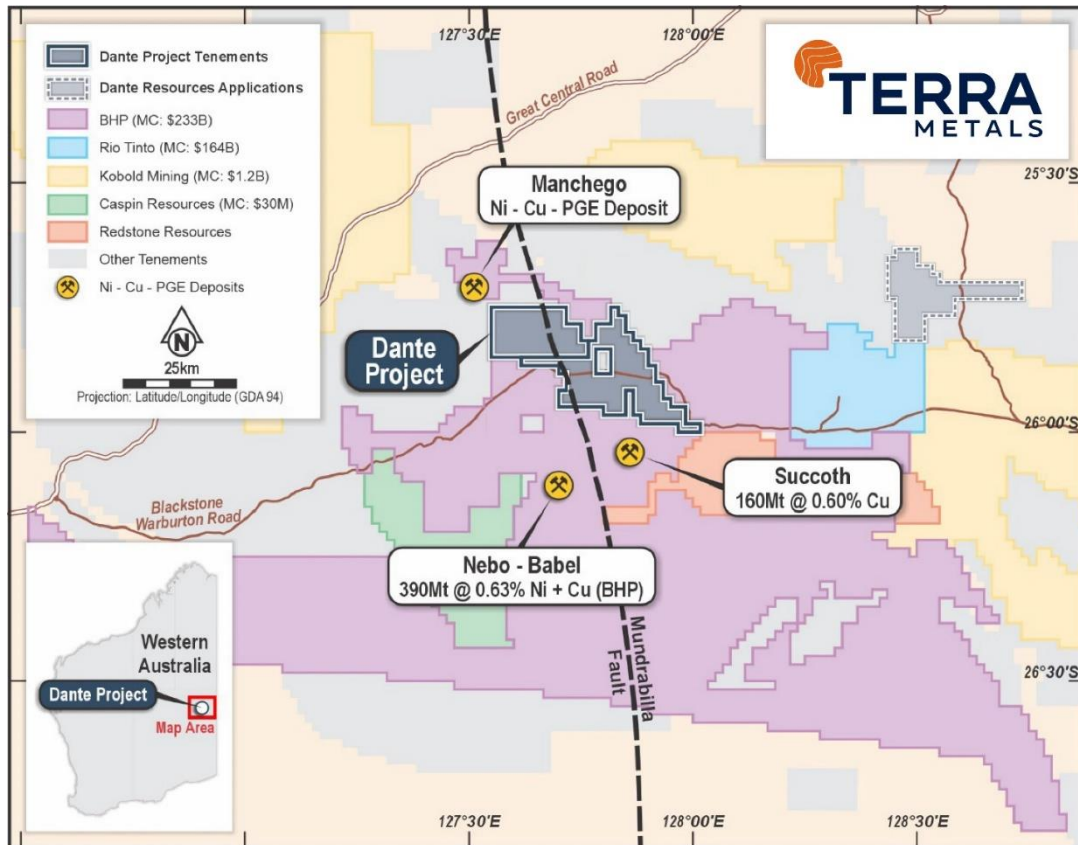 127°30'E
128°00'E
Dante Project Tenements
Dante Resources Applications
BHP (MC: $233B)
Rio Tinto (MC: $164B)
Kobold Mining (MC: $1.2B)
Caspin Resources (MC: $30M)
Redstone Resources
Other Tenements
Ni - Cu - PGE Deposits
N
25km
Projection: Latitude/Longitude (GDA 94)
Great Central Road
TERRA
METALS
25°30'S
Manchego
Ni - Cu - PGE Deposit
Dante
Project
26°00'S
Succoth
160Mt @ 0.60% Cu
Blackstone
Warburton Road
Nebo - Babel
390Mt @ 0.63% Ni + Cu (BHP)
Mundrabilla
Fault
26°30'S
Western
Australia
Dante Project
Map Area
127°30'E
128°00'E
128°30'E